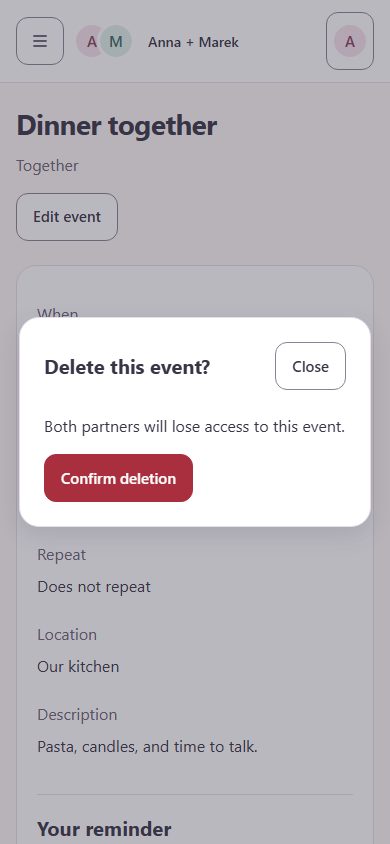 A M Anna + Marek A
Dinner together
Together
Edit event
When
Delete this event? Close
Both partners will lose access to this event.
Confirm deletion
Repeat
Does not repeat
Location
Our kitchen
Description
Pasta, candles, and time to talk.
Your reminder